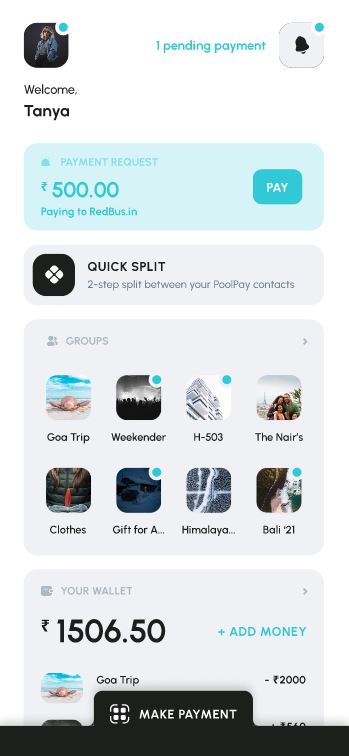 1 pending payment
Welcome,
Tanya
PAYMENT REQUEST
₹ 500.00
Paying to RedBus.in
PAY
QUICK SPLIT
2-step split between your PoolPay contacts
GROUPS
Goa Trip Weekender H-503 The Nair's
Clothes Gift for A... Himalaya... Bali '21
YOUR WALLET
₹ 1506.50
+ ADD MONEY
Goa Trip - ₹2000
MAKE PAYMENT